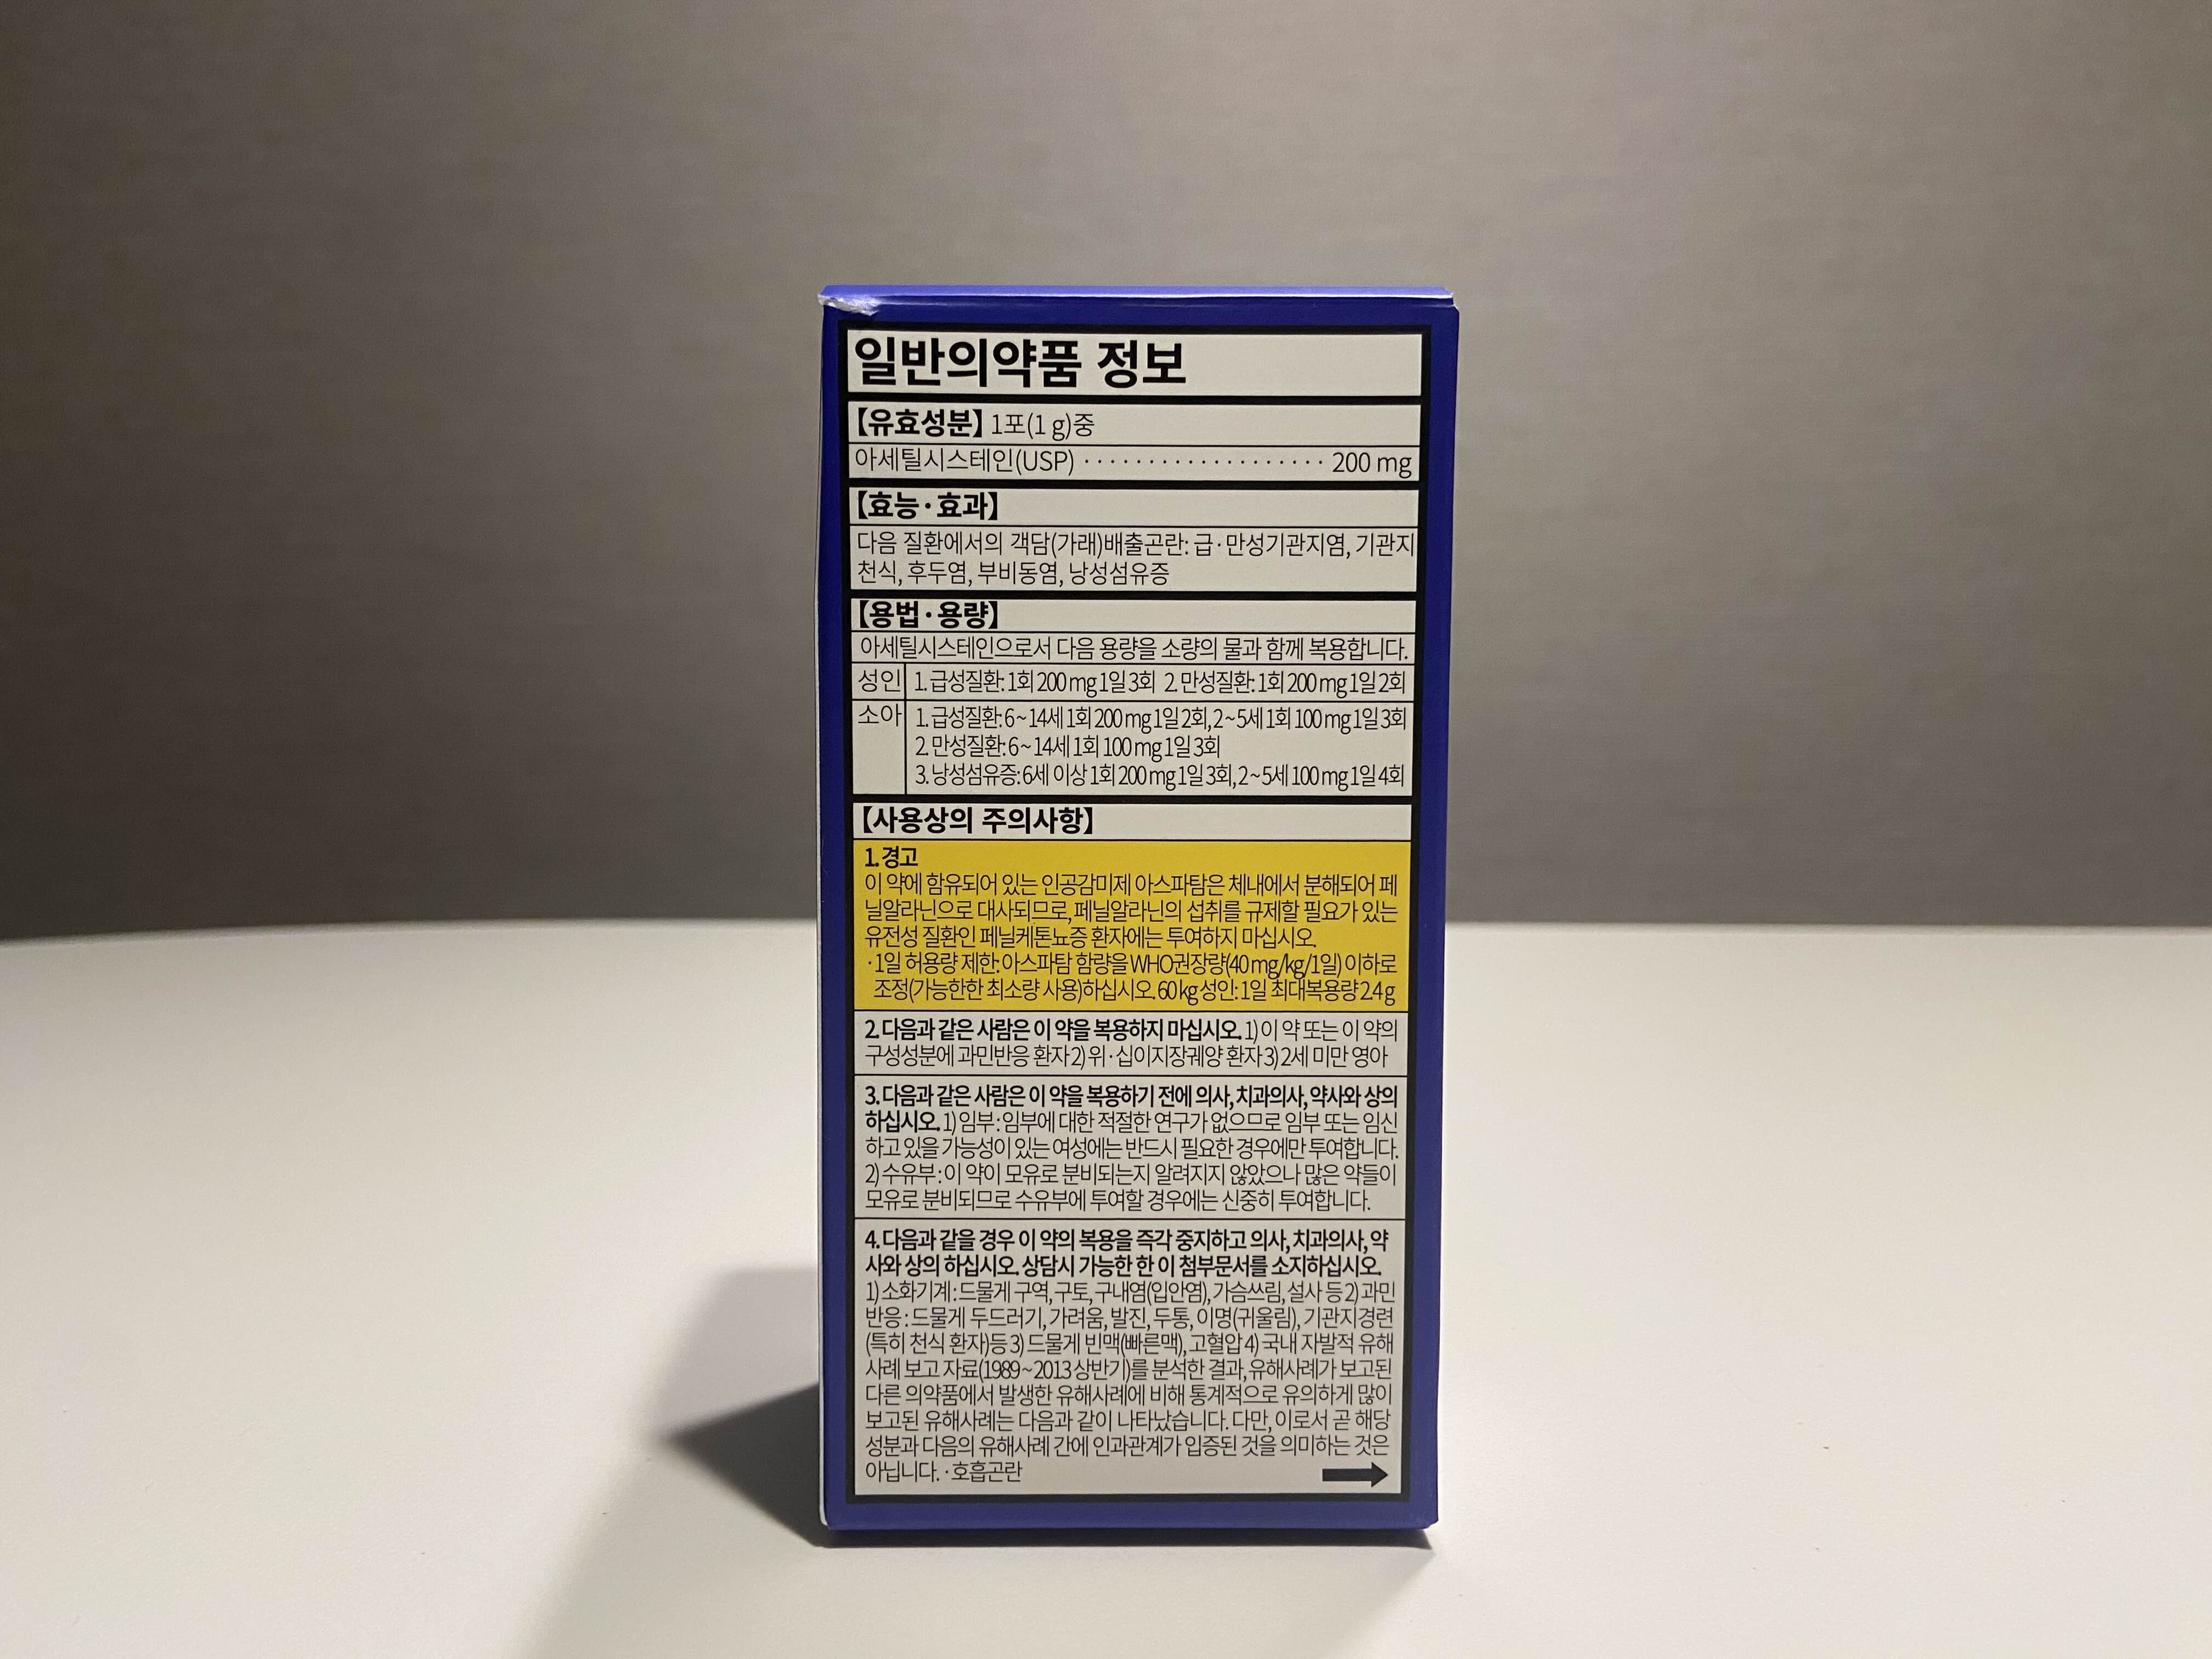 일반의약품 정보
【유효성분】 1포(1 g)중
아세틸시스테인(USP) ··················· 200 mg
【효능·효과】
다음 질환에서의 객담(가래)배출곤란: 급·만성기관지염, 기관지
천식, 후두염, 부비동염, 낭성섬유증
【용법·용량】
아세틸시스테인으로서 다음 용량을 소량의 물과 함께 복용합니다.
성인 1. 급성질환: 1회 200 mg 1일 3회 2. 만성질환: 1회 200 mg 1일 2회
소아 1. 급성질환: 6~14세 1회 200 mg 1일 2회, 2~5세 1회 100 mg 1일 3회
2. 만성질환: 6~14세 1회 100 mg 1일 3회
3. 낭성섬유증: 6세 이상 1회 200 mg 1일 3회, 2~5세 100 mg 1일 4회
【사용상의 주의사항】
1. 경고
이 약에 함유되어 있는 인공감미제 아스파탐은 체내에서 분해되어 페
닐알라닌으로 대사되므로, 페닐알라닌의 섭취를 규제할 필요가 있는
유전성 질환인 페닐케톤뇨증 환자에는 투여하지 마십시오.
·1일 허용량 제한: 아스파탐 함량을 WHO권장량(40 mg/kg/1일) 이하로
조정(가능한한 최소량 사용)하십시오. 60 kg 성인: 1일 최대복용량 2.4 g
2. 다음과 같은 사람은 이 약을 복용하지 마십시오. 1) 이 약 또는 이 약의
구성성분에 과민반응 환자 2) 위·십이지장궤양 환자 3) 2세 미만 영아
3. 다음과 같은 사람은 이 약을 복용하기 전에 의사, 치과의사, 약사와 상의
하십시오. 1) 임부 : 임부에 대한 적절한 연구가 없으므로 임부 또는 임신
하고 있을 가능성이 있는 여성에는 반드시 필요한 경우에만 투여합니다.
2) 수유부 : 이 약이 모유로 분비되는지 알려지지 않았으나 많은 약들이
모유로 분비되므로 수유부에 투여할 경우에는 신중히 투여합니다.
4. 다음과 같을 경우 이 약의 복용을 즉각 중지하고 의사, 치과의사, 약
사와 상의 하십시오. 상담시 가능한 한 이 첨부문서를 소지하십시오.
1) 소화기계 : 드물게 구역, 구토, 구내염(입안염), 가슴쓰림, 설사 등 2) 과민
반응 : 드물게 두드러기, 가려움, 발진, 두통, 이명(귀울림), 기관지경련
(특히 천식 환자)등 3) 드물게 빈맥(빠른맥), 고혈압 4) 국내 자발적 유해
사례 보고 자료(1989~2013 상반기)를 분석한 결과, 유해사례가 보고된
다른 의약품에서 발생한 유해사례에 비해 통계적으로 유의하게 많이
보고된 유해사례는 다음과 같이 나타났습니다. 다만, 이로서 곧 해당
성분과 다음의 유해사례 간에 인과관계가 입증된 것을 의미하는 것은
아닙니다. ·호흡곤란